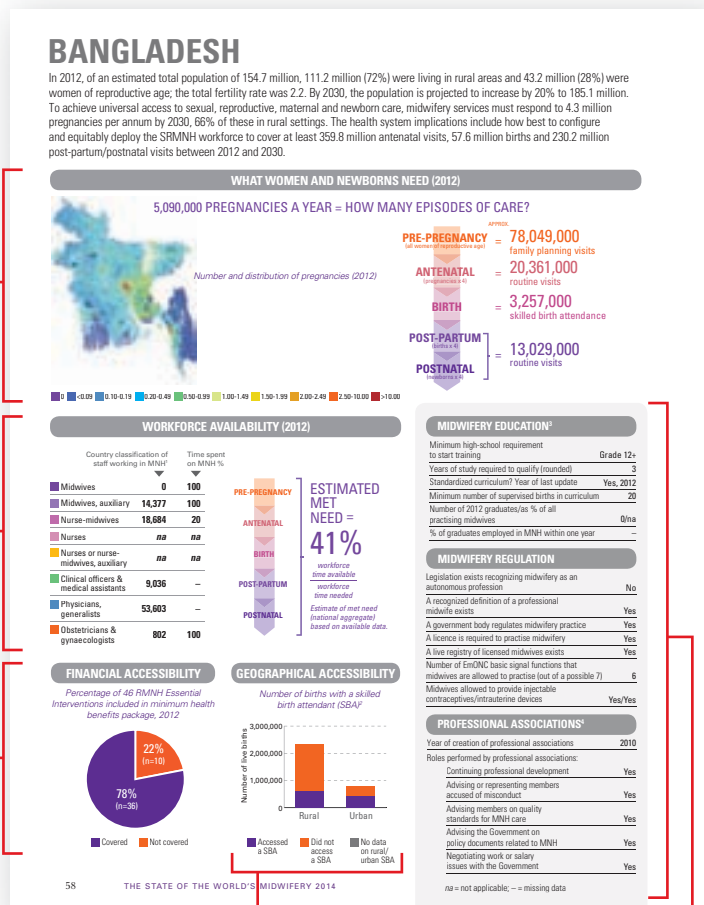 BANGLADESH
In 2012, of an estimated total population of 154.7 million, 111.2 million (72%) were living in rural areas and 43.2 million (28%) were
women of reproductive age; the total fertility rate was 2.2. By 2030, the population is projected to increase by 20% to 185.1 million.
To achieve universal access to sexual, reproductive, maternal and newborn care, midwifery services must respond to 4.3 million
pregnancies per annum by 2030, 66% of these in rural settings. The health system implications include how best to configure
and equitably deploy the SRMNH workforce to cover at least 359.8 million antenatal visits, 57.6 million births and 230.2 million
post-partum/postnatal visits between 2012 and 2030.
WHAT WOMEN AND NEWBORNS NEED (2012)
5,090,000 PREGNANCIES A YEAR = HOW MANY EPISODES OF CARE?
Number and distribution of pregnancies (2012)
APPROX.
PRE-PREGNANCY = 78,049,000
(all women of reproductive age) family planning visits
ANTENATAL = 20,361,000
(pregnancies x 4) routine visits
BIRTH = 3,257,000
skilled birth attendance
POST-PARTUM
(births x 4)
= 13,029,000
routine visits
POSTNATAL
(newborns x 4)
0 <0.09 0.10-0.19 0.20-0.49 0.50-0.99 1.00-1.49 1.50-1.99 2.00-2.49 2.50-10.00 >10.00
WORKFORCE AVAILABILITY (2012)
Country classification of
staff working in MNH¹
Time spent
on MNH %
Midwives 0 100
Midwives, auxiliary 14,377 100
Nurse-midwives 18,684 20
Nurses na na
Nurses or nurse-
midwives, auxiliary na na
Clinical officers &
medical assistants 9,036 –
Physicians,
generalists 53,603 –
Obstetricians &
gynaecologists 802 100
PRE-PREGNANCY
ANTENATAL
BIRTH
POST-PARTUM
POSTNATAL
ESTIMATED
MET
NEED =
41%
workforce
time available
workforce
time needed
Estimate of met need
(national aggregate)
based on available data.
FINANCIAL ACCESSIBILITY
Percentage of 46 RMNH Essential
Interventions included in minimum health
benefits package, 2012
22%
(n=10)
78%
(n=36)
Covered Not covered
GEOGRAPHICAL ACCESSIBILITY
Number of births with a skilled
birth attendant (SBA)²
Number of live births
3,000,000
2,000,000
1,000,000
0
Rural Urban
Accessed
a SBA
Did not
access
a SBA
No data
on rural/
urban SBA
MIDWIFERY EDUCATION³
Minimum high-school requirement
to start training Grade 12+
Years of study required to qualify (rounded) 3
Standardized curriculum? Year of last update Yes, 2012
Minimum number of supervised births in curriculum 20
Number of 2012 graduates/as % of all
practising midwives 0/na
% of graduates employed in MNH within one year –
MIDWIFERY REGULATION
Legislation exists recognizing midwifery as an
autonomous profession No
A recognized definition of a professional
midwife exists Yes
A government body regulates midwifery practice Yes
A licence is required to practise midwifery Yes
A live registry of licensed midwives exists Yes
Number of EmONC basic signal functions that
midwives are allowed to practise (out of a possible 7) 6
Midwives allowed to provide injectable
contraceptives/intrauterine devices Yes/Yes
PROFESSIONAL ASSOCIATIONS⁴
Year of creation of professional associations 2010
Roles performed by professional associations:
Continuing professional development Yes
Advising or representing members
accused of misconduct Yes
Advising members on quality
standards for MNH care Yes
Advising the Government on
policy documents related to MNH Yes
Negotiating work or salary
issues with the Government Yes
na = not applicable; – = missing data
58 THE STATE OF THE WORLD'S MIDWIFERY 2014